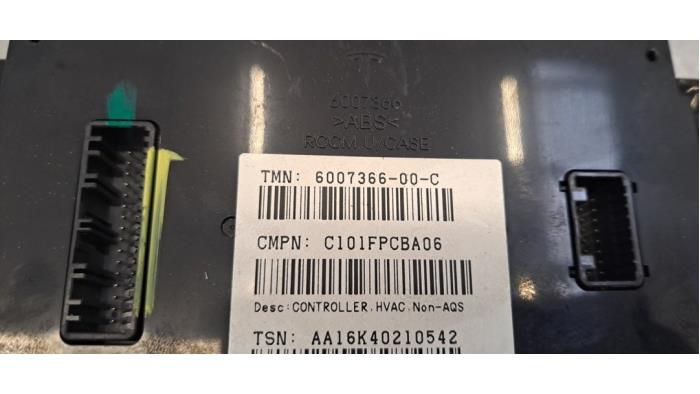 6007366
>ABS<
RCCM U/CASE
TMN: 6007366-00-C
CMPN: C101FPCBA06
Desc:CONTROLLER,HVAC,Non-AQS
TSN: AA16K40210542